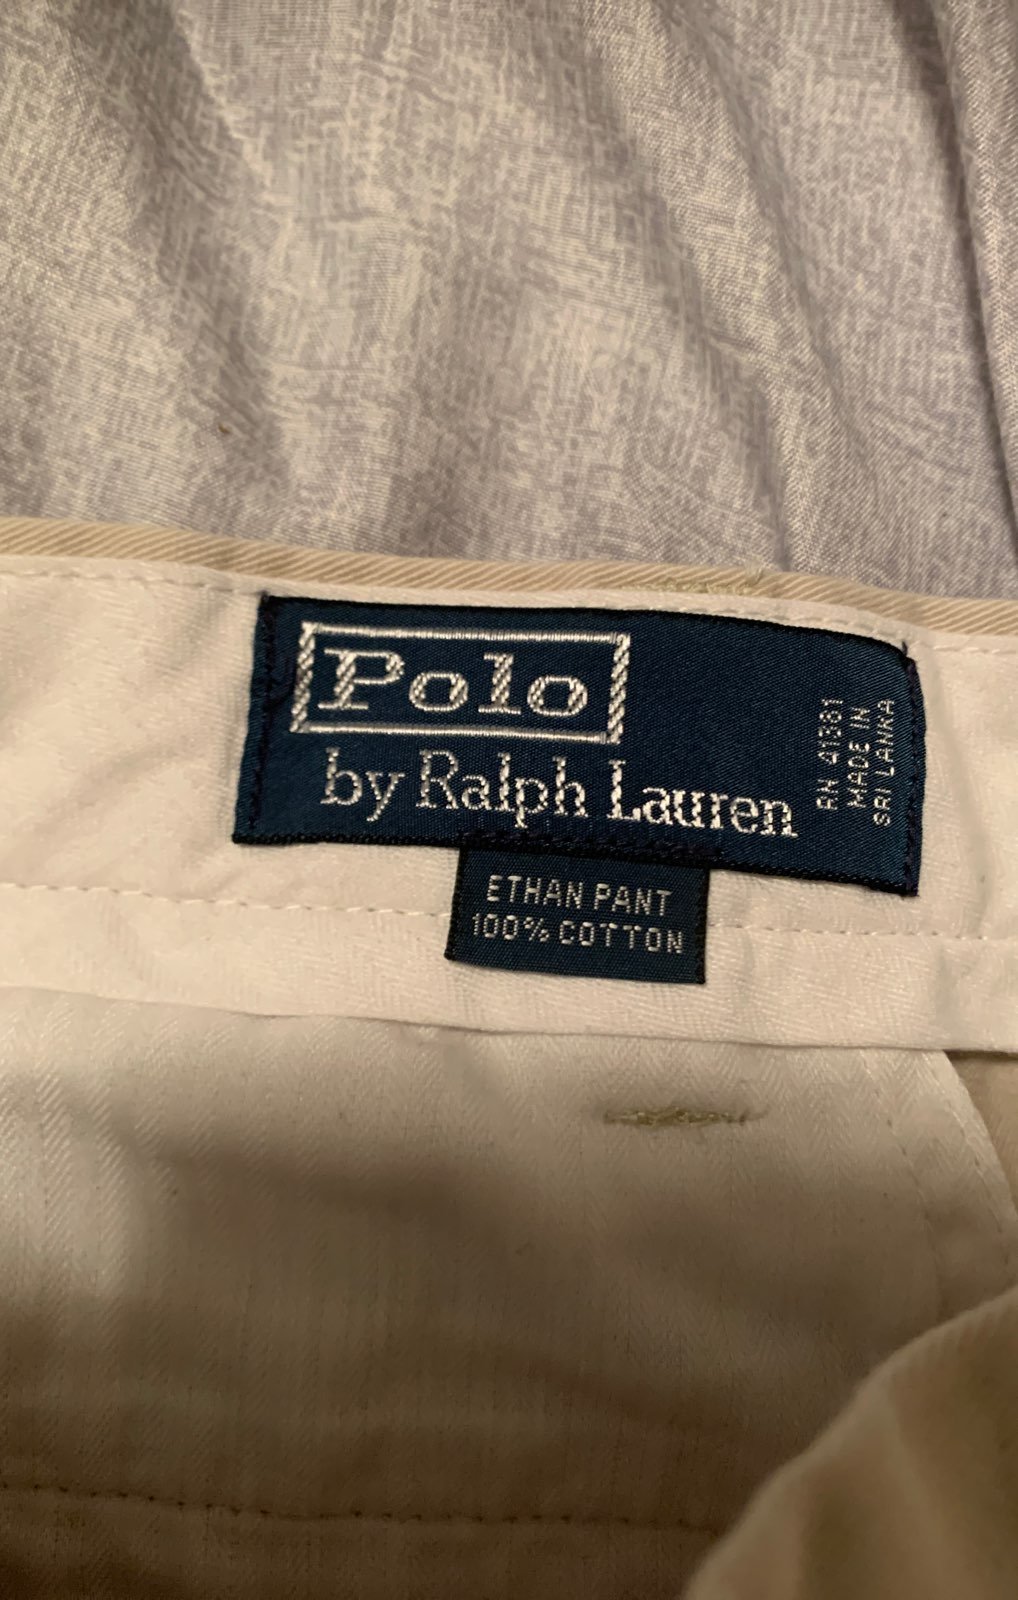 Polo
by Ralph Lauren
RN 41381
MADE IN
SRI LANKA
ETHAN PANT
100% COTTON